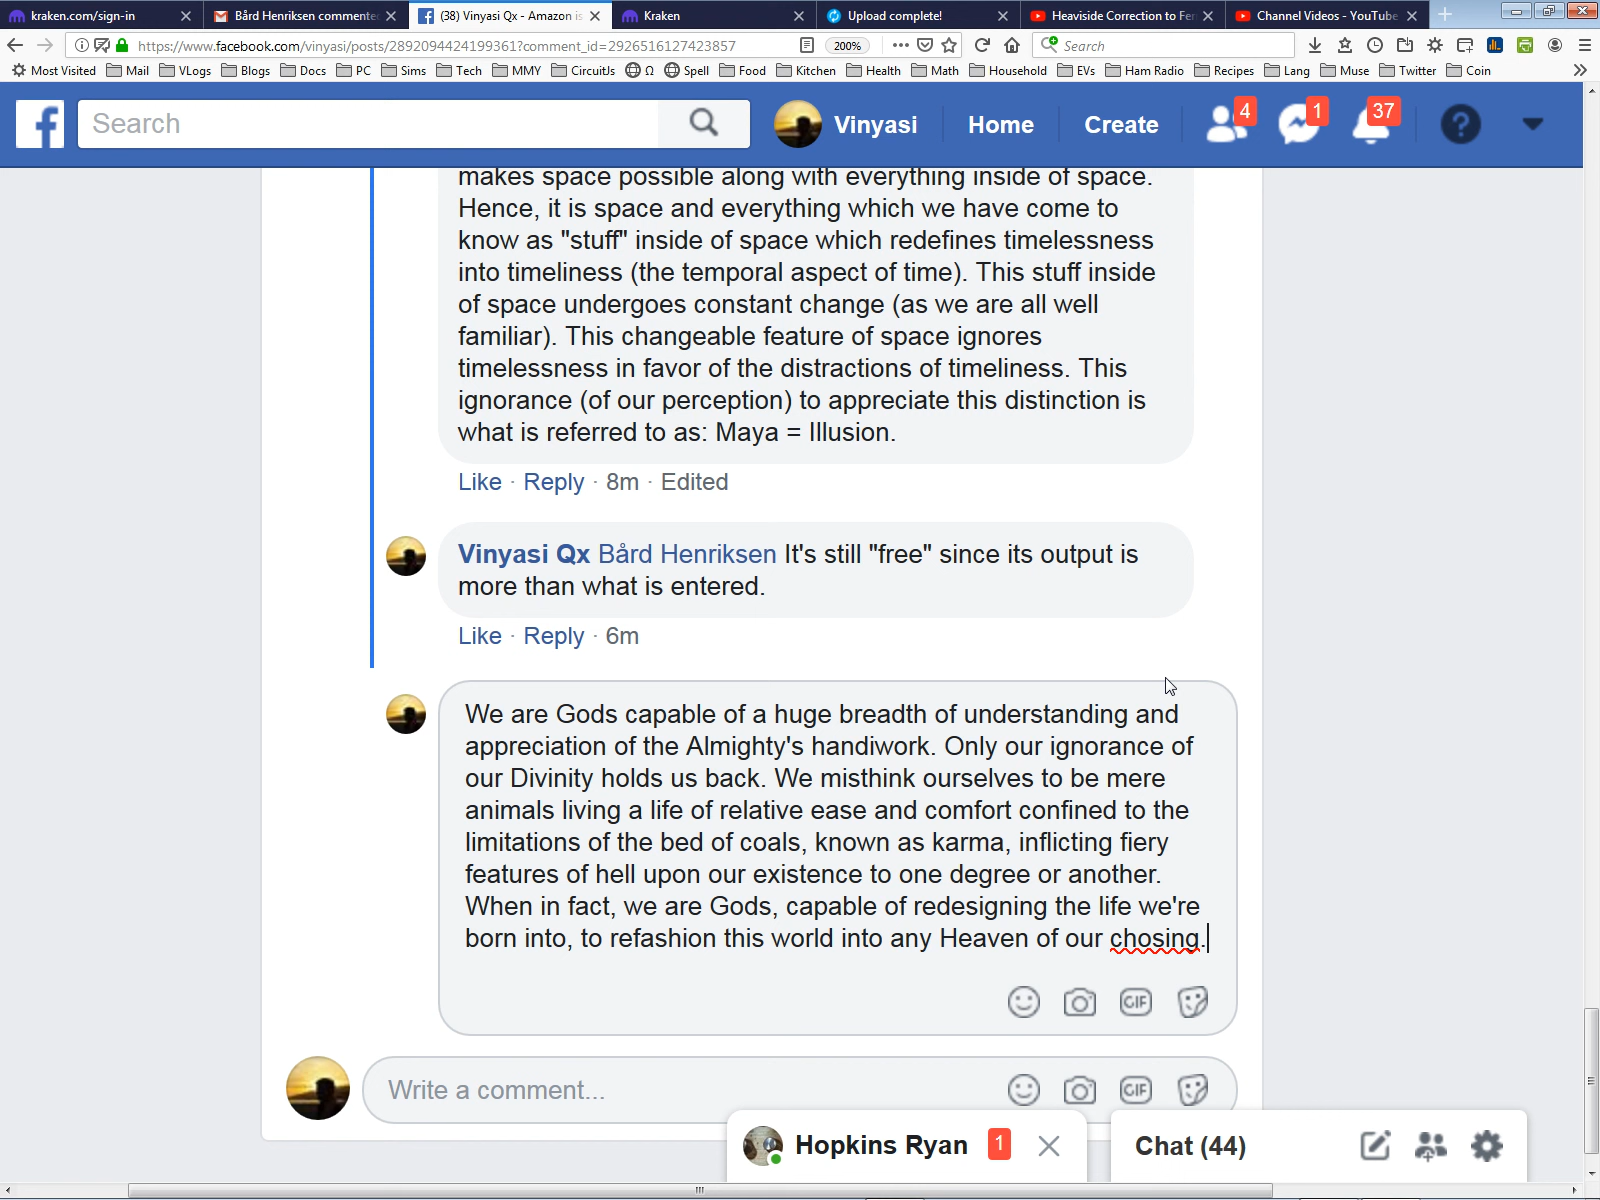 kraken.com/sign-in
Bård Henriksen commente
(38) Vinyasi Qx - Amazon is
Kraken
Upload complete!
Heaviside Correction to Fer
Channel Videos - YouTube
https://www.facebook.com/vinyasi/posts/2892094424199361?comment_id=2926516127423857
200%
Search
Most Visited Mail VLogs Blogs Docs PC Sims Tech MMY CircuitJs Ω Spell Food Kitchen Health Math Household EVs Ham Radio Recipes Lang Muse Twitter Coin
Search
Vinyasi
Home
Create
4
1
37
makes space possible along with everything inside of space.
Hence, it is space and everything which we have come to
know as "stuff" inside of space which redefines timelessness
into timeliness (the temporal aspect of time). This stuff inside
of space undergoes constant change (as we are all well
familiar). This changeable feature of space ignores
timelessness in favor of the distractions of timeliness. This
ignorance (of our perception) to appreciate this distinction is
what is referred to as: Maya = Illusion.
Like · Reply · 8m · Edited
Vinyasi Qx Bård Henriksen It's still "free" since its output is
more than what is entered.
Like · Reply · 6m
We are Gods capable of a huge breadth of understanding and
appreciation of the Almighty's handiwork. Only our ignorance of
our Divinity holds us back. We misthink ourselves to be mere
animals living a life of relative ease and comfort confined to the
limitations of the bed of coals, known as karma, inflicting fiery
features of hell upon our existence to one degree or another.
When in fact, we are Gods, capable of redesigning the life we're
born into, to refashion this world into any Heaven of our chosing.
GIF
Write a comment...
GIF
Hopkins Ryan 1
Chat (44)